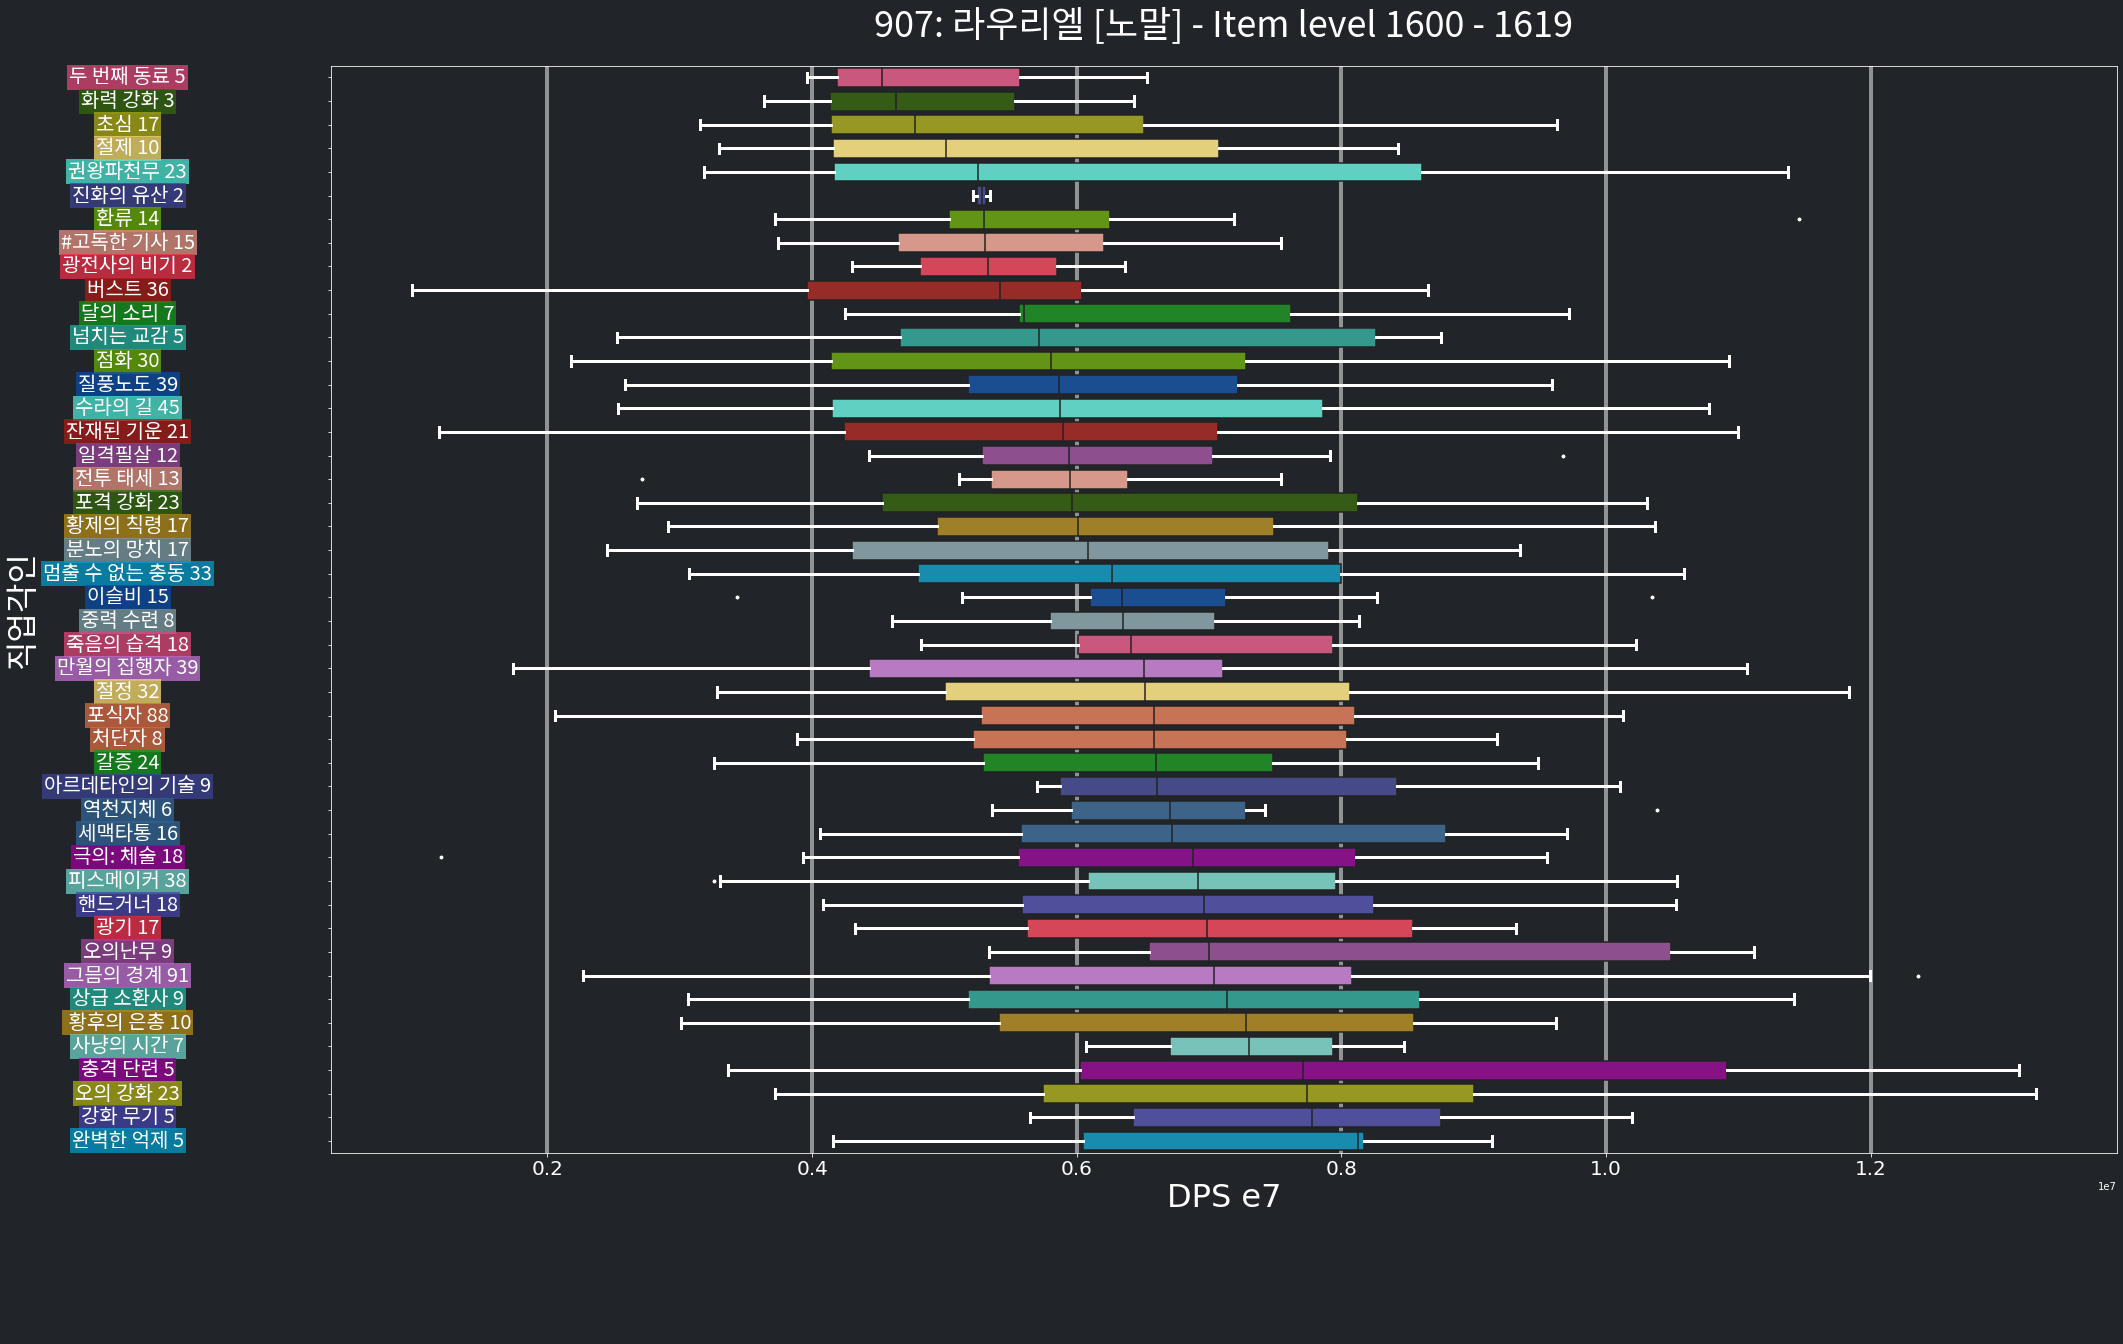 907: 라우리엘 [노말] - Item level 1600 - 1619
두 번째 동료 5
화력 강화 3
초심 17
절제 10
권왕파천무 23
진화의 유산 2
환류 14
#고독한 기사 15
광전사의 비기 2
버스트 36
달의 소리 7
넘치는 교감 5
점화 30
질풍노도 39
수라의 길 45
잔재된 기운 21
일격필살 12
전투 태세 13
포격 강화 23
황제의 칙령 17
분노의 망치 17
멈출 수 없는 충동 33
이슬비 15
중력 수련 8
죽음의 습격 18
만월의 집행자 39
절정 32
포식자 88
처단자 8
갈증 24
아르데타인의 기술 9
역천지체 6
세맥타통 16
극의: 체술 18
피스메이커 38
핸드거너 18
광기 17
오의난무 9
그믐의 경계 91
상급 소환사 9
황후의 은총 10
사냥의 시간 7
충격 단련 5
오의 강화 23
강화 무기 5
완벽한 억제 5
직업각인
0.2 0.4 0.6 0.8 1.0 1.2
1e7
DPS e7